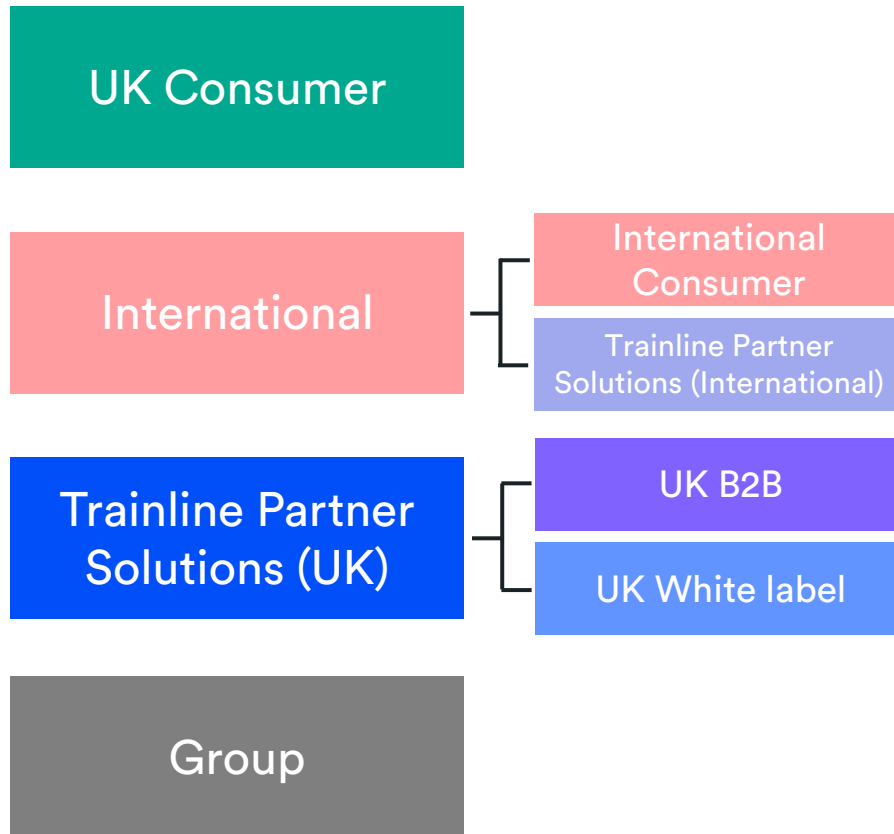 UK Consumer
International
International
Consumer
Trainline Partner
Solutions (International)
Trainline Partner
Solutions (UK)
UK B2B
UK White label
Group